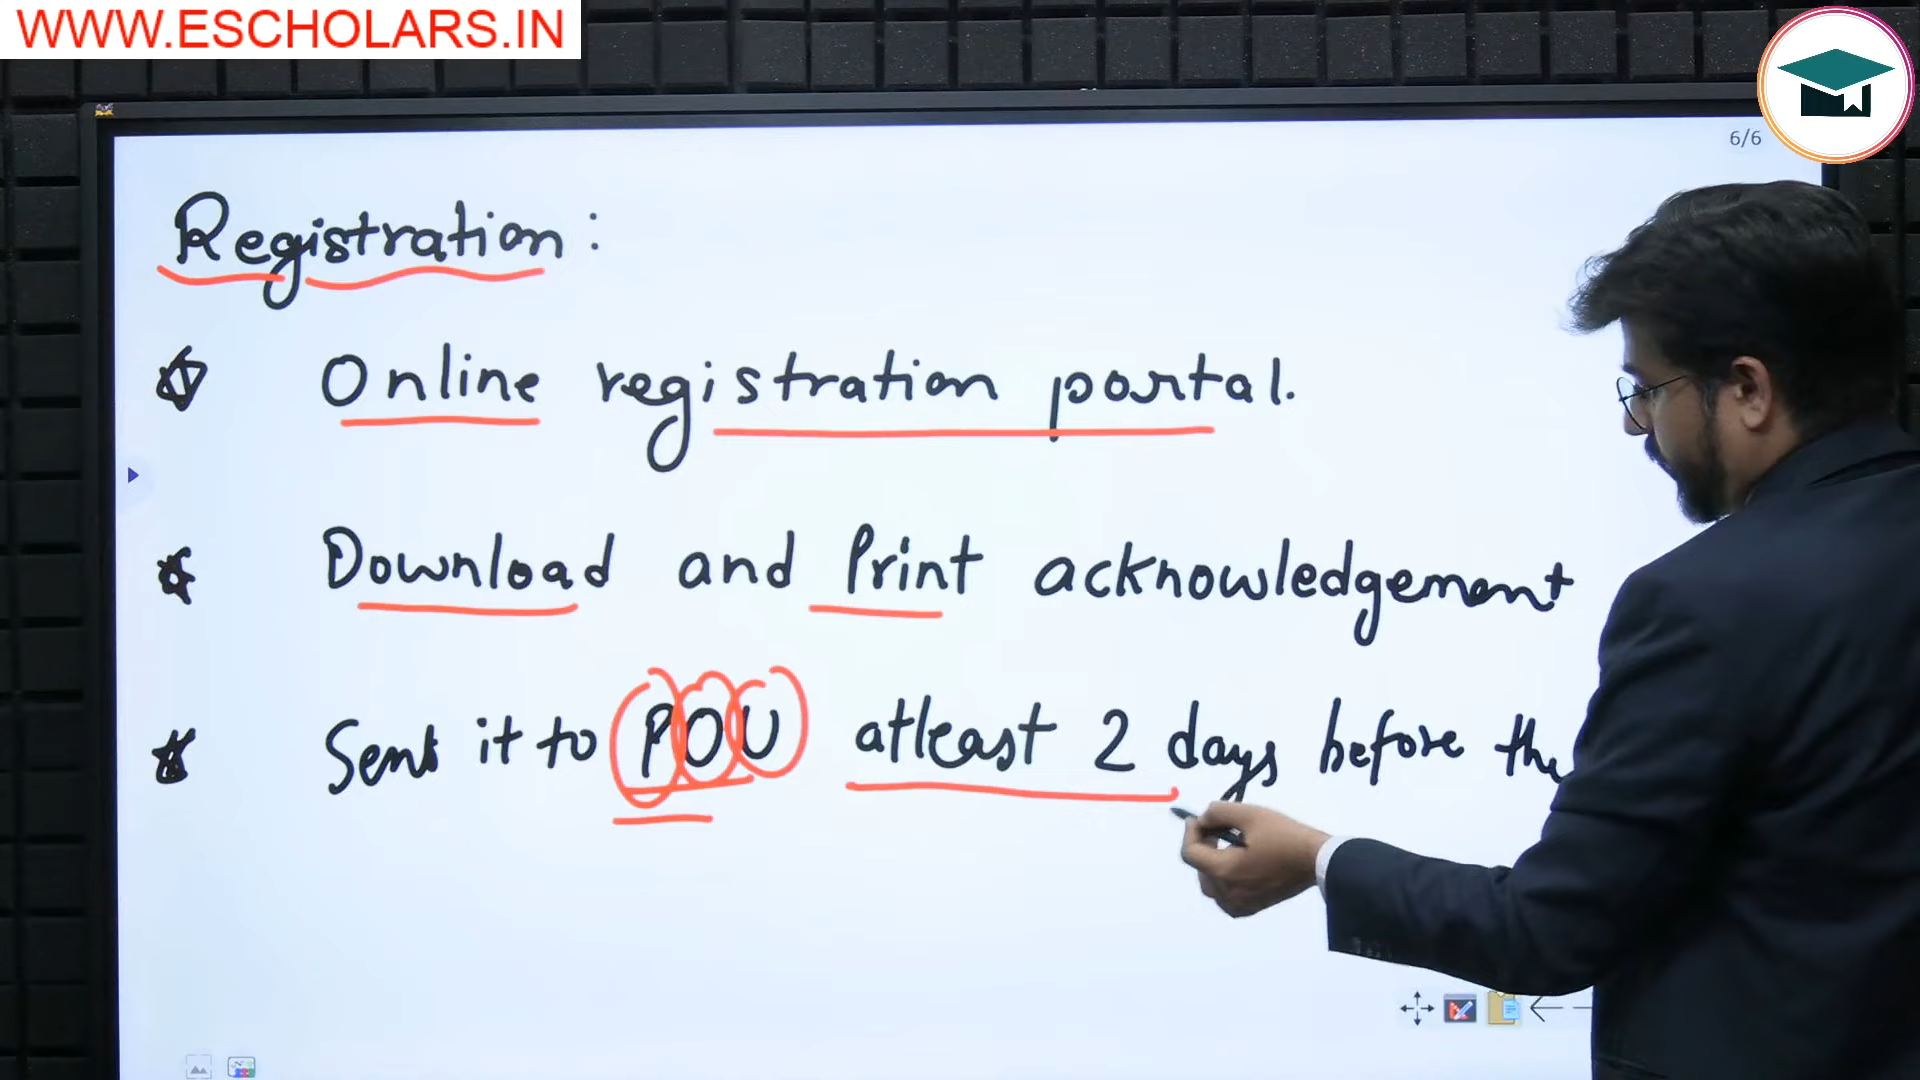 WWW.ESCHOLARS.IN
6/6
Registration:
Online registration portal.
Download and Print acknowledgement
Sent it to POU atleast 2 days before the